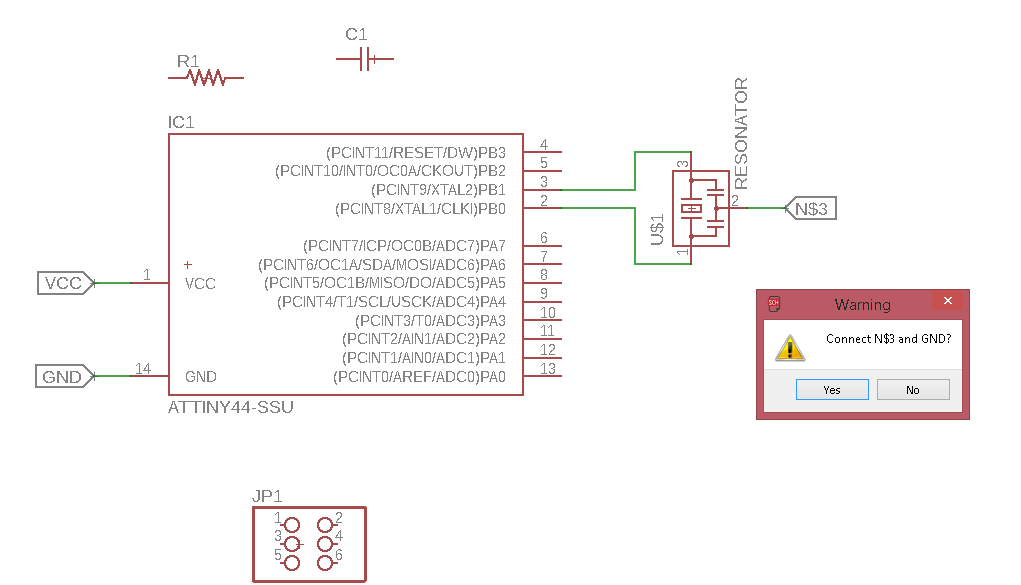 C1
R1
RESONATOR
IC1
(PCINT11/RESET/DW)PB3 4
(PCINT10/INT0/OC0A/CKOUT)PB2 5
(PCINT9/XTAL2)PB1 3
(PCINT8/XTAL1/CLKI)PB0 2
3
2
1
U$1
N$3
(PCINT7/ICP/OC0B/ADC7)PA7 6
(PCINT6/OC1A/SDA/MOSI/ADC6)PA6 7
(PCINT5/OC1B/MISO/DO/ADC5)PA5 8
(PCINT4/T1/SCL/USCK/ADC4)PA4 9
(PCINT3/T0/ADC3)PA3 10
(PCINT2/AIN1/ADC2)PA2 11
(PCINT1/AIN0/ADC1)PA1 12
(PCINT0/AREF/ADC0)PA0 13
VCC 1 VCC
GND 14 GND
ATTINY44-SSU
SCH Warning
Connect N$3 and GND?
Yes No
JP1
1 2
3 4
5 6